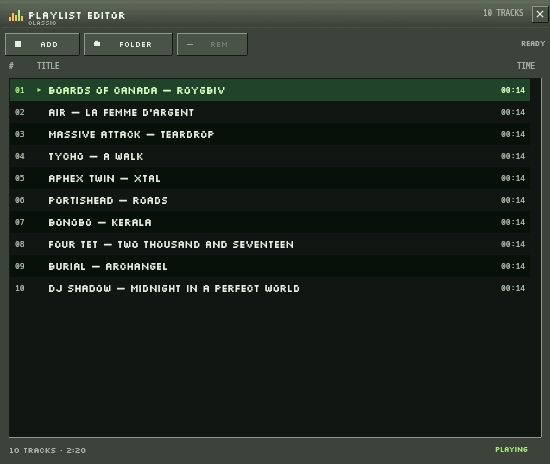 PLAYLIST EDITOR
CLASSIC
10 TRACKS
ADD FOLDER REM READY
# TITLE TIME
01 BOARDS OF CANADA — ROYGBIV 00:14
02 AIR — LA FEMME D'ARGENT 00:14
03 MASSIVE ATTACK — TEARDROP 00:14
04 TYCHO — A WALK 00:14
05 APHEX TWIN — XTAL 00:14
06 PORTISHEAD — ROADS 00:14
07 BONOBO — KERALA 00:14
08 FOUR TET — TWO THOUSAND AND SEVENTEEN 00:14
09 BURIAL — ARCHANGEL 00:14
10 DJ SHADOW — MIDNIGHT IN A PERFECT WORLD 00:14
10 TRACKS · 2:20 PLAYING